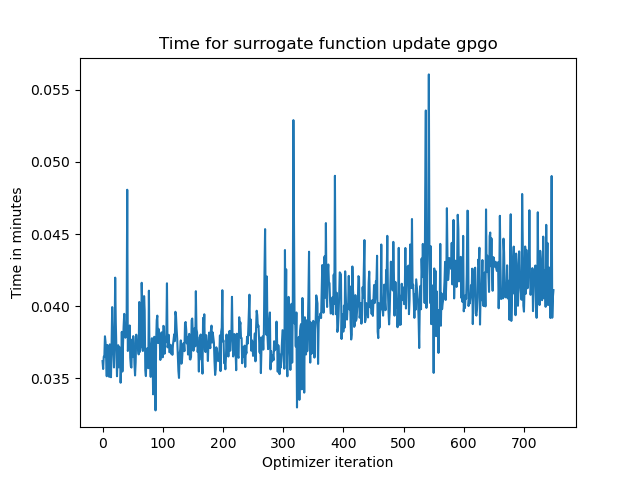 Time for surrogate function update gpgo
Time in minutes
0.055
0.050
0.045
0.040
0.035
0 100 200 300 400 500 600 700
Optimizer iteration